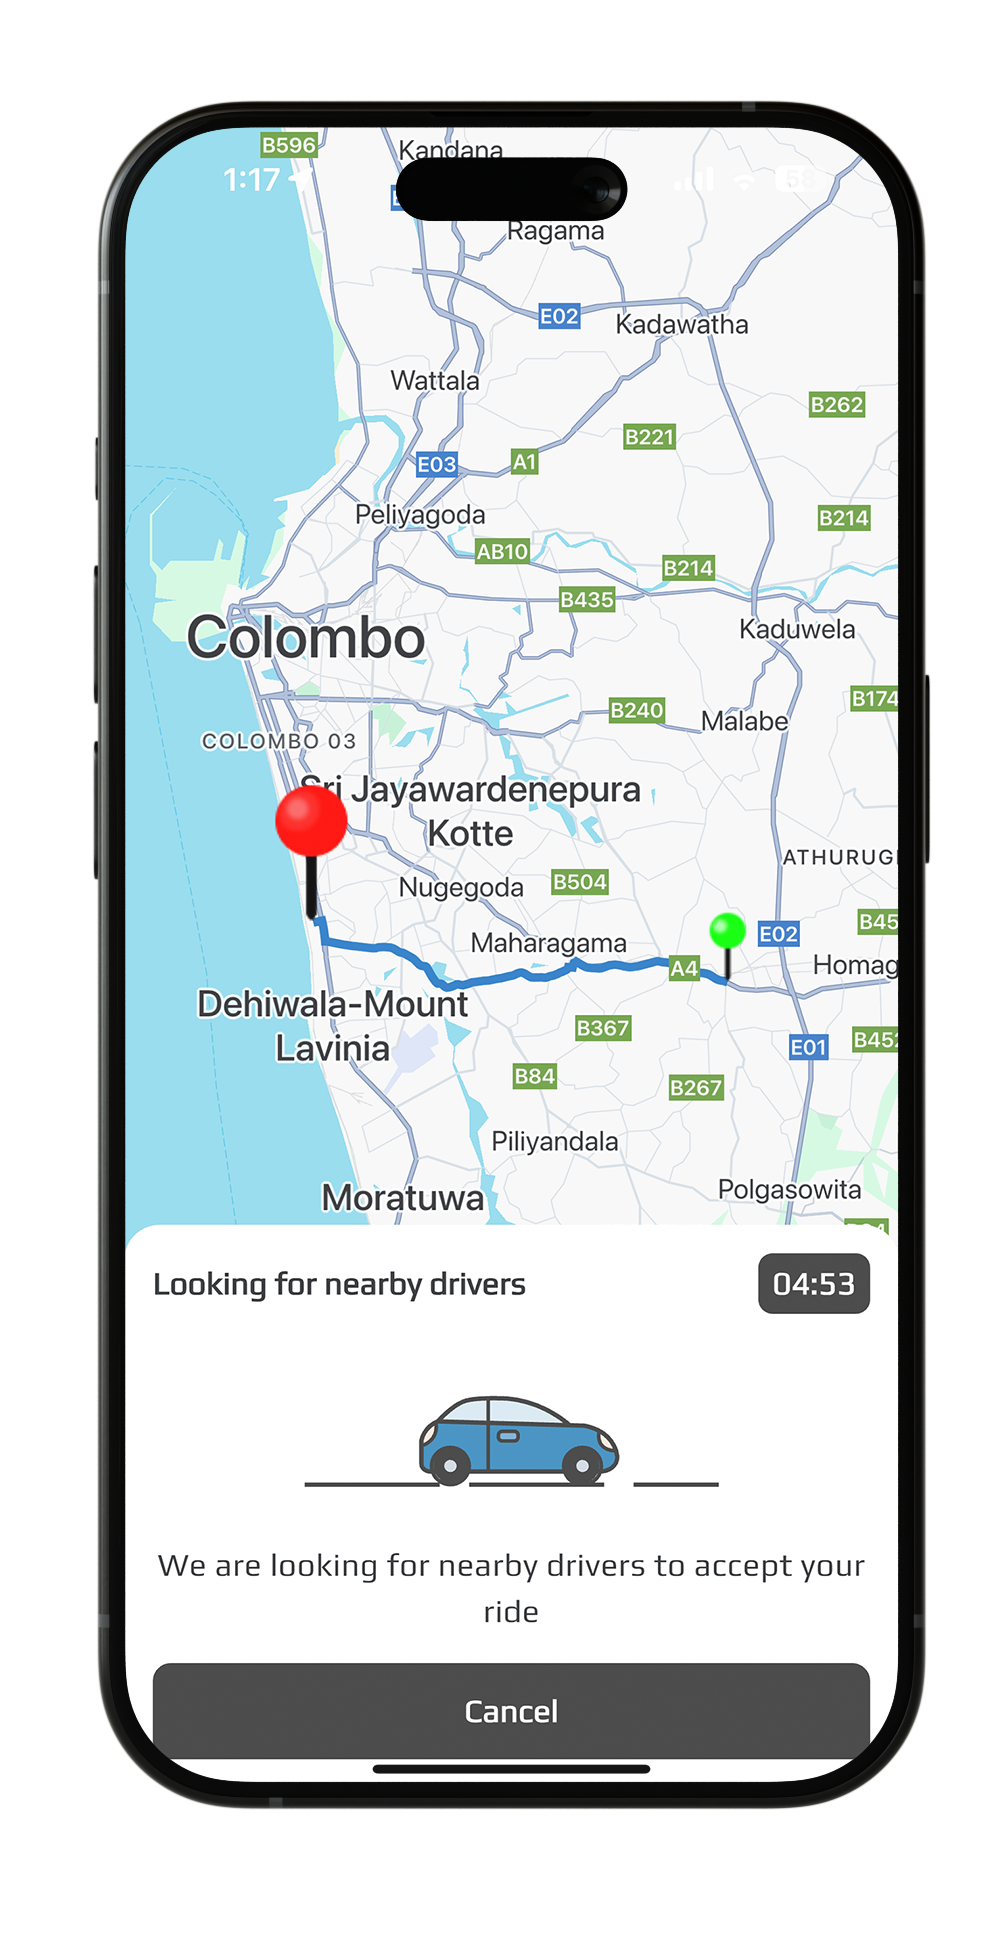 B596
Kandana
1:17
Ragama
E02
Kadawatha
Wattala
B262
B221
E03
A1
Peliyagoda
B214
AB10
B214
B435
Colombo
Kaduwela
B174
B240
Malabe
COLOMBO 03
Sri Jayawardenepura
Kotte
ATHURUGI
Nugegoda
B504
B45
E02
Maharagama
A4
Homag
Dehiwala-Mount
Lavinia
B367
B452
E01
B84
B267
Piliyandala
Polgasowita
Moratuwa
Looking for nearby drivers
04:53
We are looking for nearby drivers to accept your
ride
Cancel